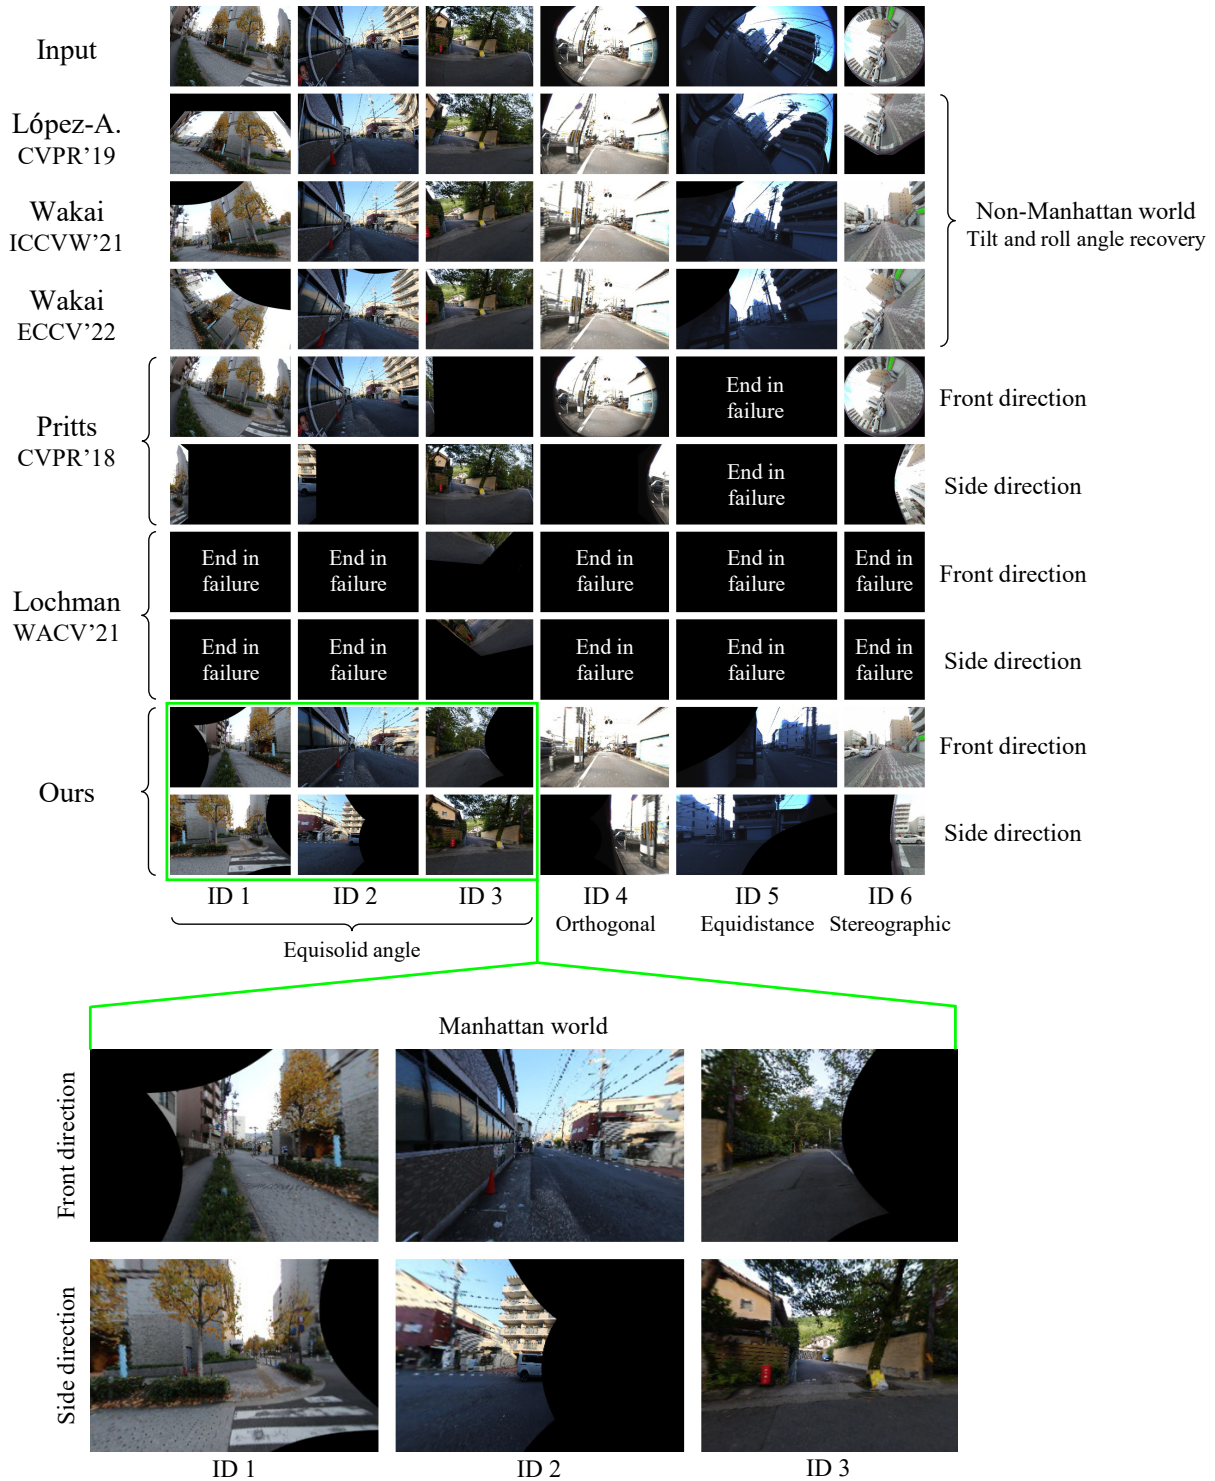 Input
López-A.
CVPR’19
Wakai
ICCVW’21
Non-Manhattan world
Tilt and roll angle recovery
Wakai
ECCV’22
Pritts
CVPR’18
End in
failure
Front direction
End in
failure
Side direction
Lochman
WACV’21
End in
failure
End in
failure
End in
failure
End in
failure
End in
failure
Front direction
End in
failure
End in
failure
End in
failure
End in
failure
End in
failure
Side direction
Ours
Front direction
Side direction
ID 1
ID 2
ID 3
ID 4
ID 5
ID 6
Orthogonal
Equidistance
Stereographic
Equisolid angle
Manhattan world
Front direction
Side direction
ID 1
ID 2
ID 3